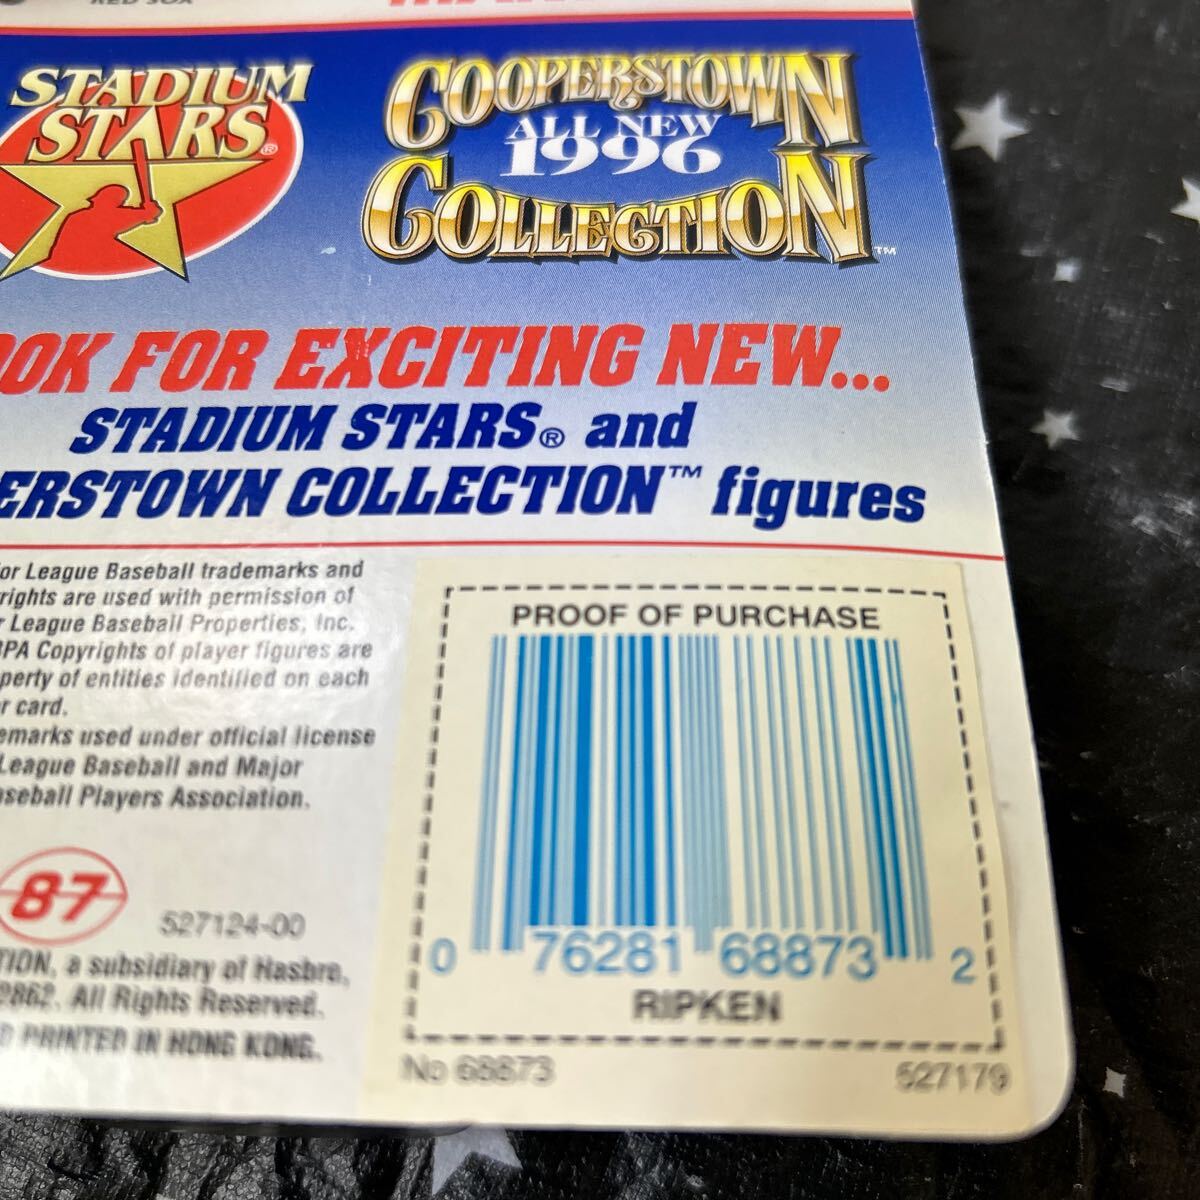 RED SOX
STADIUM
STARS®
COOPERSTOWN
ALL NEW
1996
COLLECTION™
OOK FOR EXCITING NEW...
STADIUM STARS® and
ERSTOWN COLLECTION™ figures
or League Baseball trademarks and
rights are used with permission of
r League Baseball Properties, Inc.
BPA Copyrights of player figures are
perty of entities identified on each
r card.
emarks used under official license
League Baseball and Major
aseball Players Association.
87
527124-00
TION, a subsidiary of Hasbro,
2862. All Rights Reserved.
D PRINTED IN HONG KONG.
PROOF OF PURCHASE
0 76281 68873 2
RIPKEN
No 68873 527179